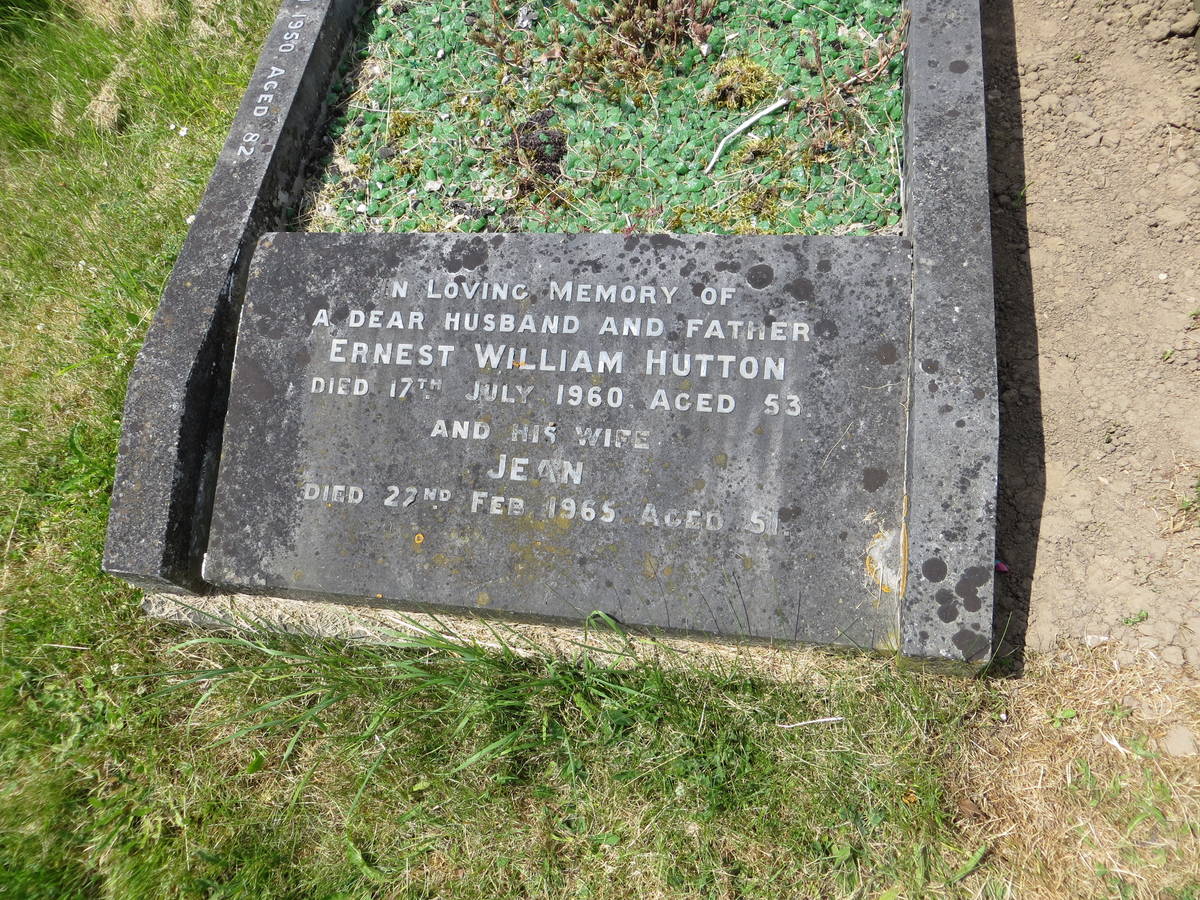 1950 AGED 82
IN LOVING MEMORY OF
A DEAR HUSBAND AND FATHER
ERNEST WILLIAM HUTTON
DIED 17TH JULY 1960 AGED 53.
AND HIS WIFE
JEAN
DIED 22ND FEB 1965 AGED 51.